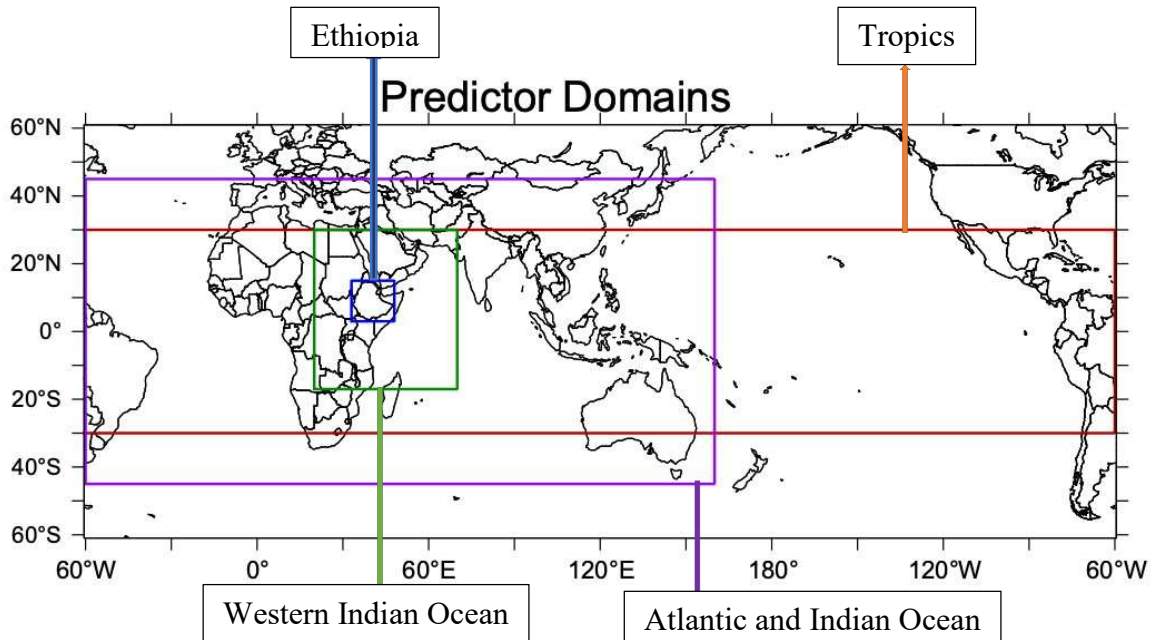 Ethiopia
Tropics
Predictor Domains
60°N
40°N
20°N
0°
20°S
40°S
60°S
60°W 0° 60°E 120°E 180° 120°W 60°W
Western Indian Ocean
Atlantic and Indian Ocean